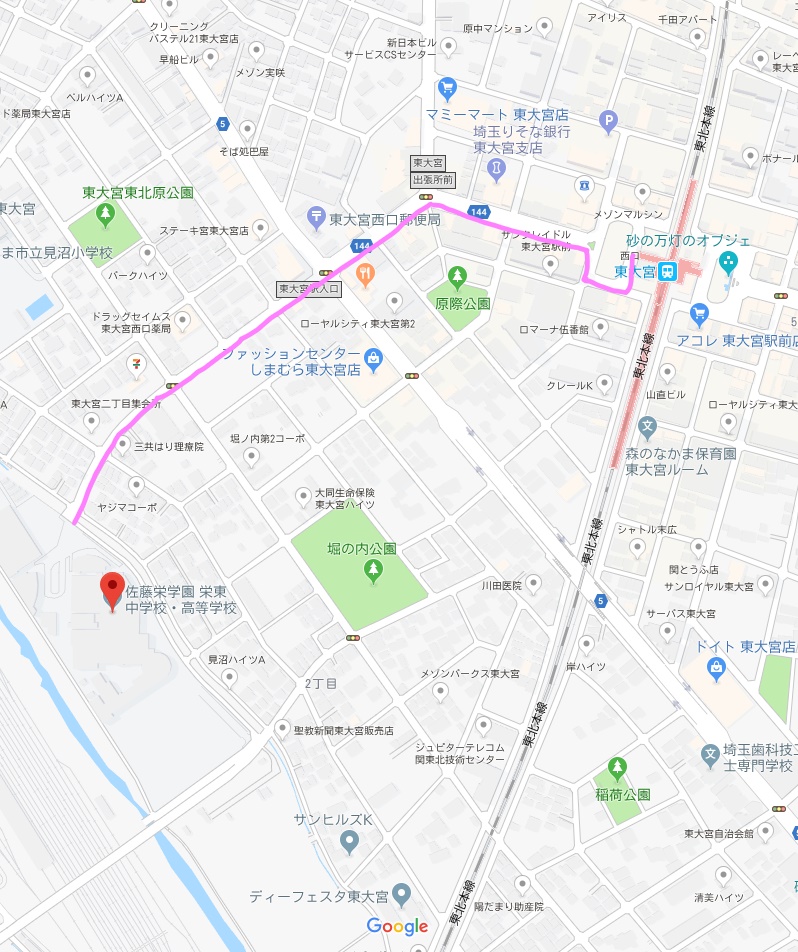 クリーニング
パステル21東大宮店
早船ビル
メゾン実咲
ベルハイツA
ド薬局東大宮店
原中マンション
アイリス
千田アパート
新日本ビル
サービスCSセンター
レーベ
東大宮
マミーマート 東大宮店
埼玉りそな銀行
東大宮支店
P
東北本線
5
そば処巴屋
東大宮
出張所前
ボナール
東大宮東北原公園
東大宮
ステーキ宮東大宮店
東大宮西口郵便局
144
メゾンマルシン
サンクレイドル
東大宮駅前
砂の万灯のオブジェ
西口
東大宮
ま市立見沼小学校
パークハイツ
144
東大宮駅入口
原際公園
ドラッグセイムス
東大宮西口薬局
ローヤルシティ東大宮第2
ロマーナ伍番館
アコレ 東大宮駅前店
5
東北本線
ファッションセンター
しまむら東大宮店
クレールK
山直ビル
ローヤルシティ東大宮
A
東大宮二丁目集会所
三共はり理療院
堀ノ内第2コーポ
文
森のなかま保育園
東大宮ルーム
ヤジマコーポ
大同生命保険
東大宮ハイツ
堀の内公園
東北本線
シャトル末広
関とうふ店
サンロイヤル東大宮
川田医院
5
サーパス東大宮
佐藤栄学園 栄東
中学校・高等学校
見沼ハイツA
2丁目
メゾンパークス東大宮
岸ハイツ
ドイト 東大宮店
聖教新聞東大宮販売店
東北本線
ジュピターテレコム
関東北技術センター
文
埼玉歯科技工
士専門学校
稲荷公園
サンヒルズK
東大宮自治会館
ディーフェスタ東大宮
東北本線
陽だまり助産院
清美ハイツ
Google